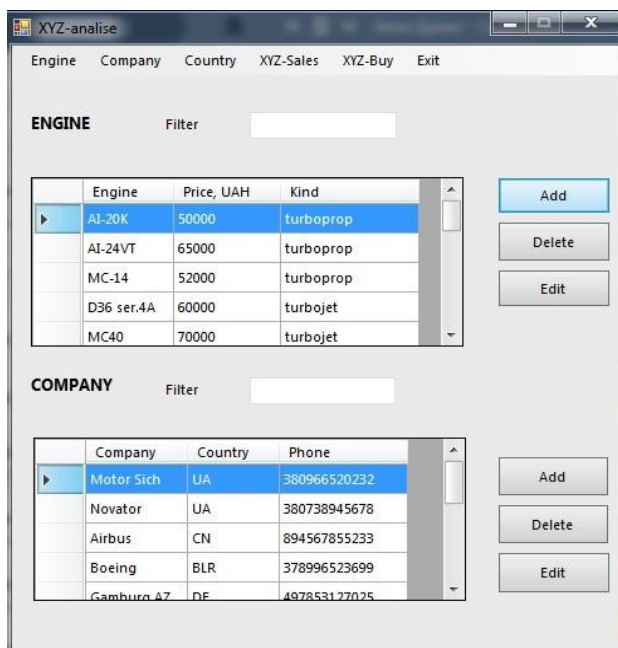 XYZ-analise
Engine Company Country XYZ-Sales XYZ-Buy Exit
ENGINE Filter
Engine Price, UAH Kind
AI-20K 50000 turboprop
AI-24VT 65000 turboprop
MC-14 52000 turboprop
D36 ser.4A 60000 turbojet
MC40 70000 turbojet
Add
Delete
Edit
COMPANY Filter
Company Country Phone
Motor Sich UA 380966520232
Novator UA 380738945678
Airbus CN 894567855233
Boeing BLR 378996523699
Gamburg AZ DE 497853127025
Add
Delete
Edit